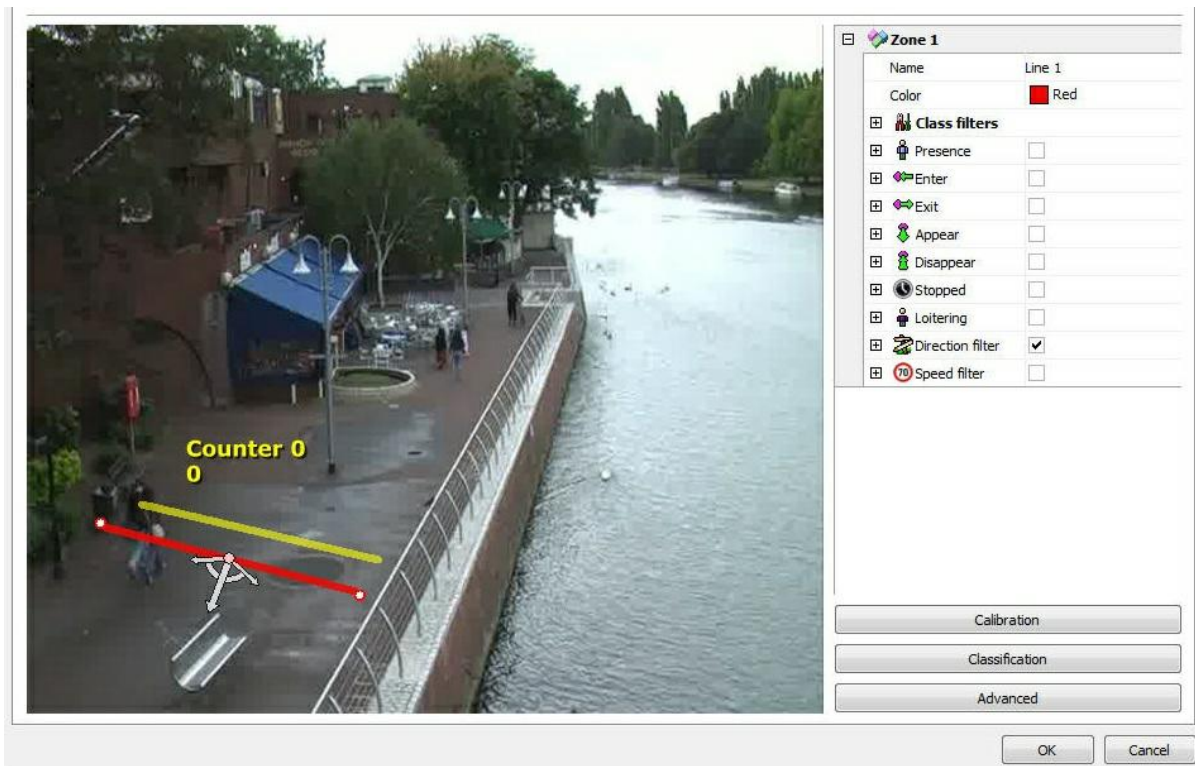 Zone 1
Name Line 1
Color Red
Class filters
Presence
Enter
Exit
Appear
Disappear
Stopped
Loitering
Direction filter
70 Speed filter
Counter 0
0
Calibration
Classification
Advanced
OK Cancel